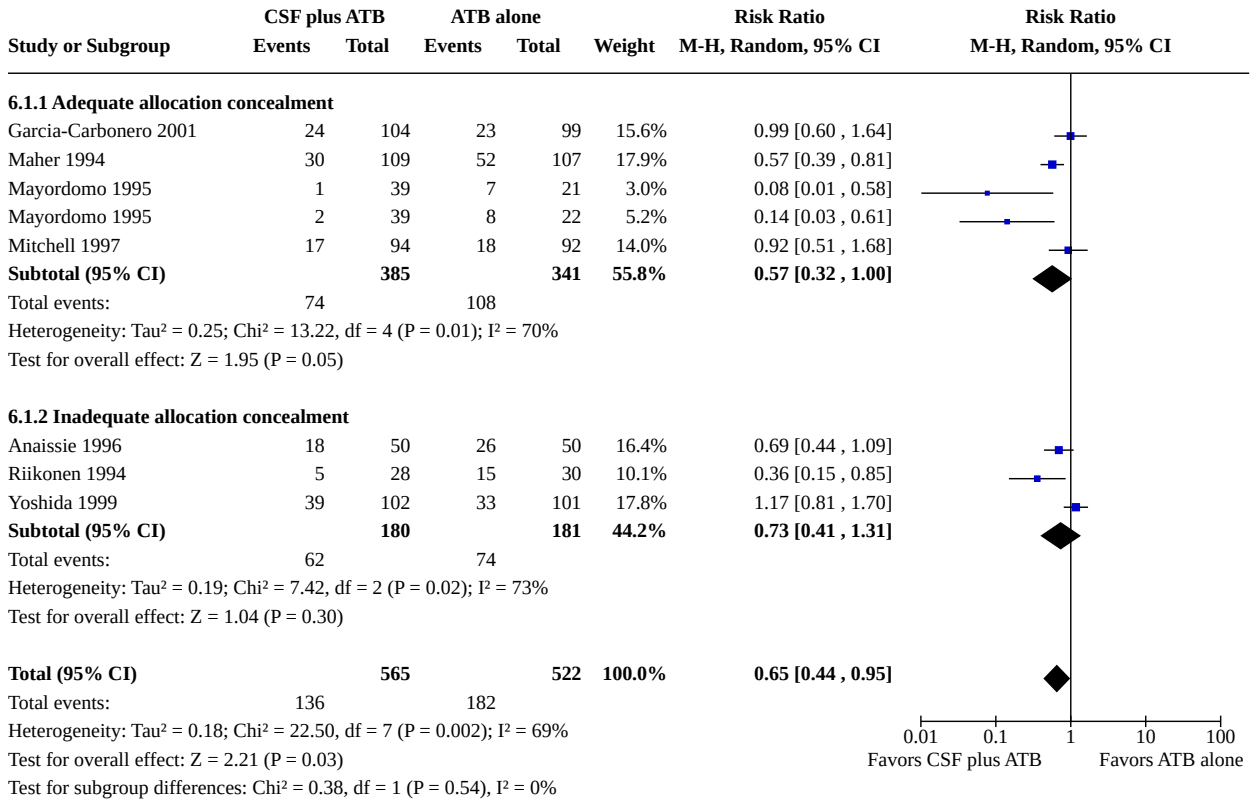 CSF plus ATB ATB alone Risk Ratio Risk Ratio
Study or Subgroup Events Total Events Total Weight M-H, Random, 95% CI M-H, Random, 95% CI
6.1.1 Adequate allocation concealment
Garcia-Carbonero 2001 24 104 23 99 15.6% 0.99 [0.60 , 1.64]
Maher 1994 30 109 52 107 17.9% 0.57 [0.39 , 0.81]
Mayordomo 1995 1 39 7 21 3.0% 0.08 [0.01 , 0.58]
Mayordomo 1995 2 39 8 22 5.2% 0.14 [0.03 , 0.61]
Mitchell 1997 17 94 18 92 14.0% 0.92 [0.51 , 1.68]
Subtotal (95% CI) 385 341 55.8% 0.57 [0.32 , 1.00]
Total events: 74 108
Heterogeneity: Tau² = 0.25; Chi² = 13.22, df = 4 (P = 0.01); I² = 70%
Test for overall effect: Z = 1.95 (P = 0.05)
6.1.2 Inadequate allocation concealment
Anaissie 1996 18 50 26 50 16.4% 0.69 [0.44 , 1.09]
Riikonen 1994 5 28 15 30 10.1% 0.36 [0.15 , 0.85]
Yoshida 1999 39 102 33 101 17.8% 1.17 [0.81 , 1.70]
Subtotal (95% CI) 180 181 44.2% 0.73 [0.41 , 1.31]
Total events: 62 74
Heterogeneity: Tau² = 0.19; Chi² = 7.42, df = 2 (P = 0.02); I² = 73%
Test for overall effect: Z = 1.04 (P = 0.30)
Total (95% CI) 565 522 100.0% 0.65 [0.44 , 0.95]
Total events: 136 182
Heterogeneity: Tau² = 0.18; Chi² = 22.50, df = 7 (P = 0.002); I² = 69%
Test for overall effect: Z = 2.21 (P = 0.03)
Test for subgroup differences: Chi² = 0.38, df = 1 (P = 0.54), I² = 0%
0.01 0.1 1 10 100
Favors CSF plus ATB Favors ATB alone